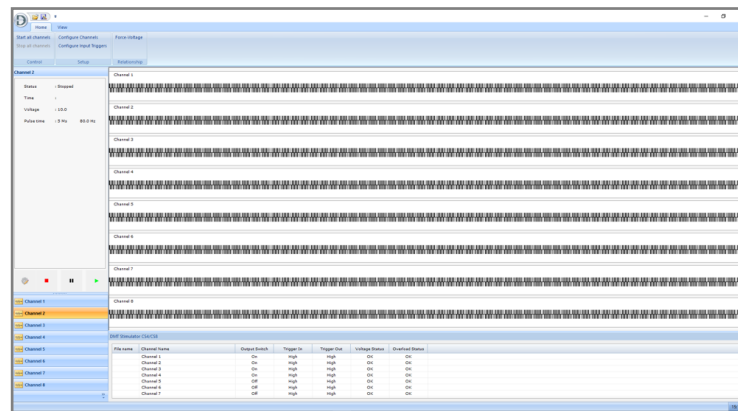 D
Home View
Start all channels Configure Channels Force-Voltage
Stop all channels Configure Input Triggers
Control Setup Relationship
Channel 2
Status : Stopped
Time :
Voltage : 10.0
Pulse time : 5 Ms 80.0 Hz
Channel 1
Channel 2
Channel 3
Channel 4
Channel 5
Channel 6
Channel 7
Channel 8
Channel 1
Channel 2
Channel 3
Channel 4
Channel 5
Channel 6
Channel 7
Channel 8
File name Channel Name Output Switch Trigger In Trigger Out Voltage Status Overload Status
Channel 1 On High High OK OK
Channel 2 On High High OK OK
Channel 3 On High High OK OK
Channel 4 On High High OK OK
Channel 5 Off High High OK OK
Channel 6 Off High High OK OK
Channel 7 Off High High OK OK